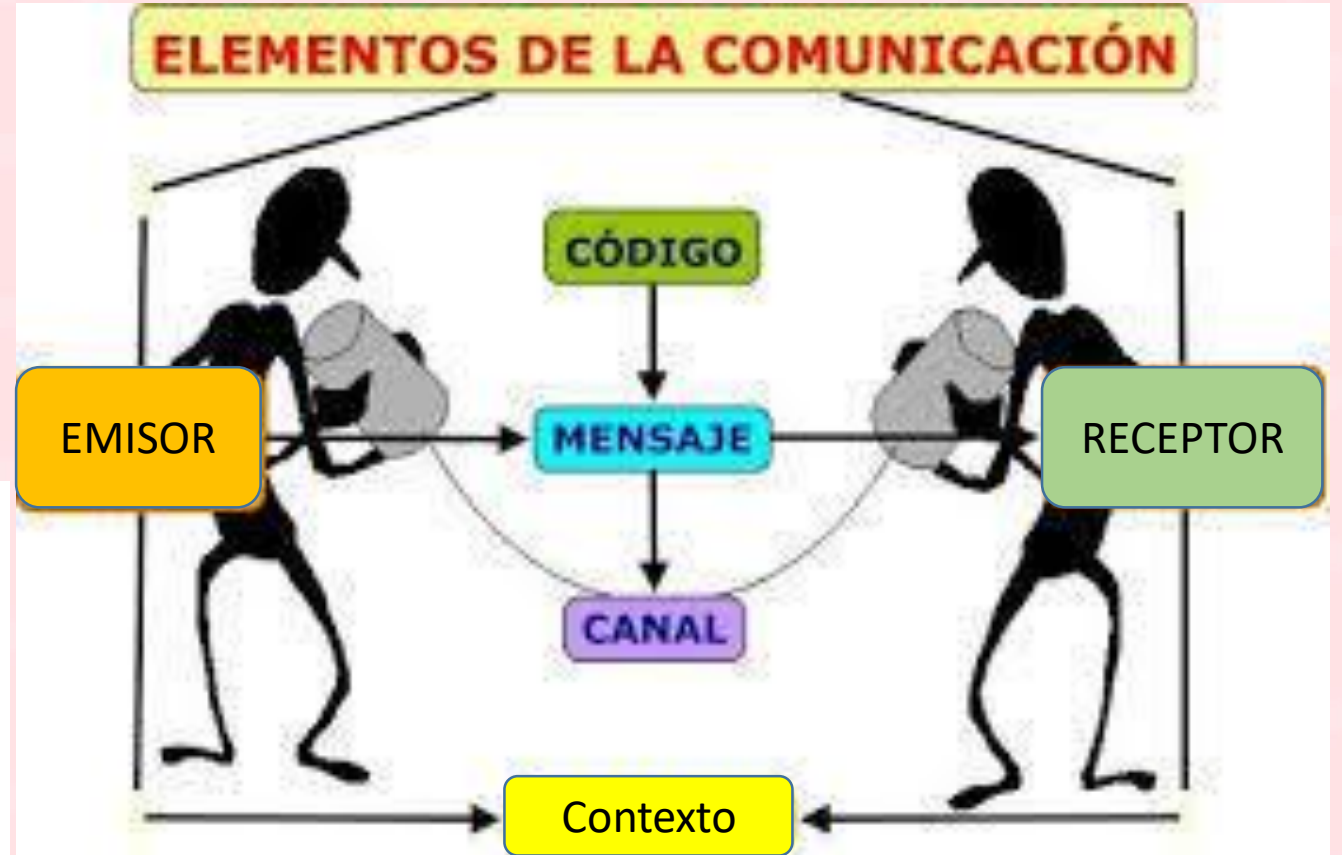 ELEMENTOS DE LA COMUNICACIÓN
CÓDIGO
EMISOR
MENSAJE
RECEPTOR
CANAL
Contexto